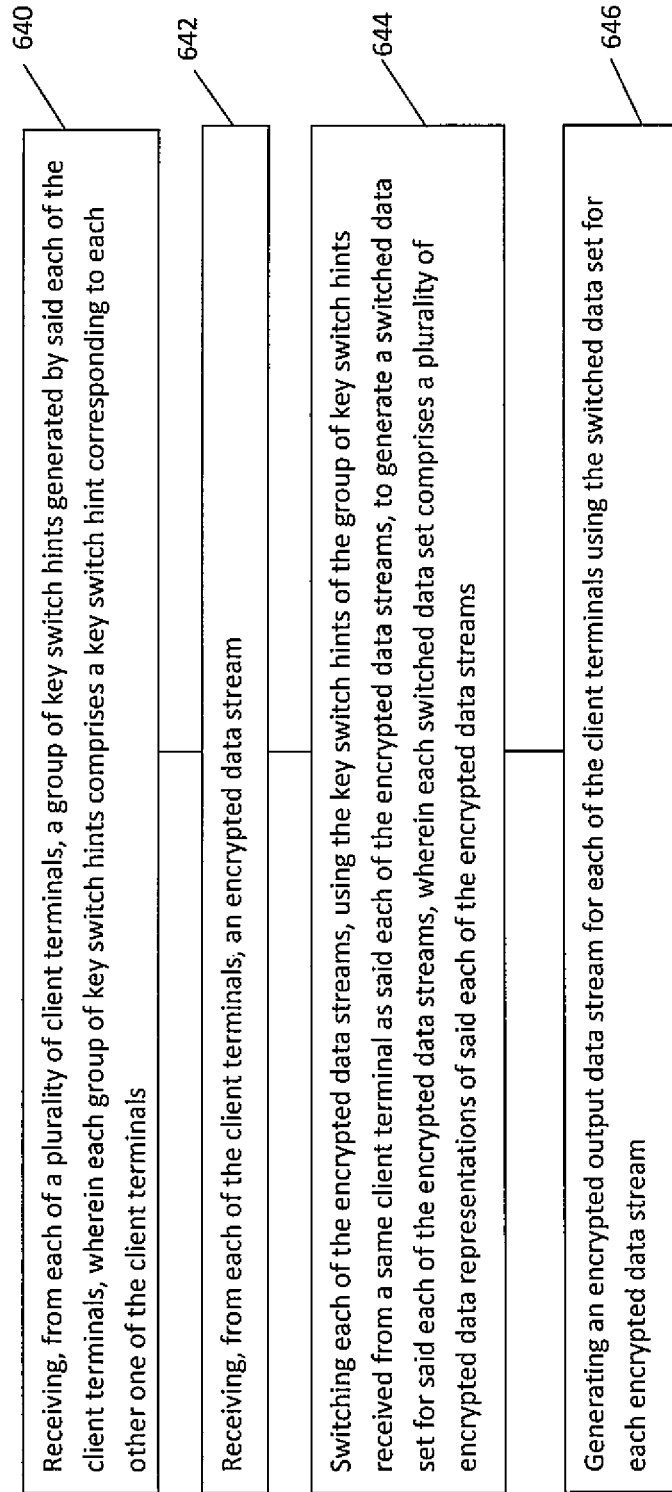 640
Receiving, from each of a plurality of client terminals, a group of key switch hints generated by said each of the
client terminals, wherein each group of key switch hints comprises a key switch hint corresponding to each
other one of the client terminals
642
Receiving, from each of the client terminals, an encrypted data stream
644
Switching each of the encrypted data streams, using the key switch hints of the group of key switch hints
received from a same client terminal as said each of the encrypted data streams, to generate a switched data
set for said each of the encrypted data streams, wherein each switched data set comprises a plurality of
encrypted data representations of said each of the encrypted data streams
646
Generating an encrypted output data stream for each of the client terminals using the switched data set for
each encrypted data stream